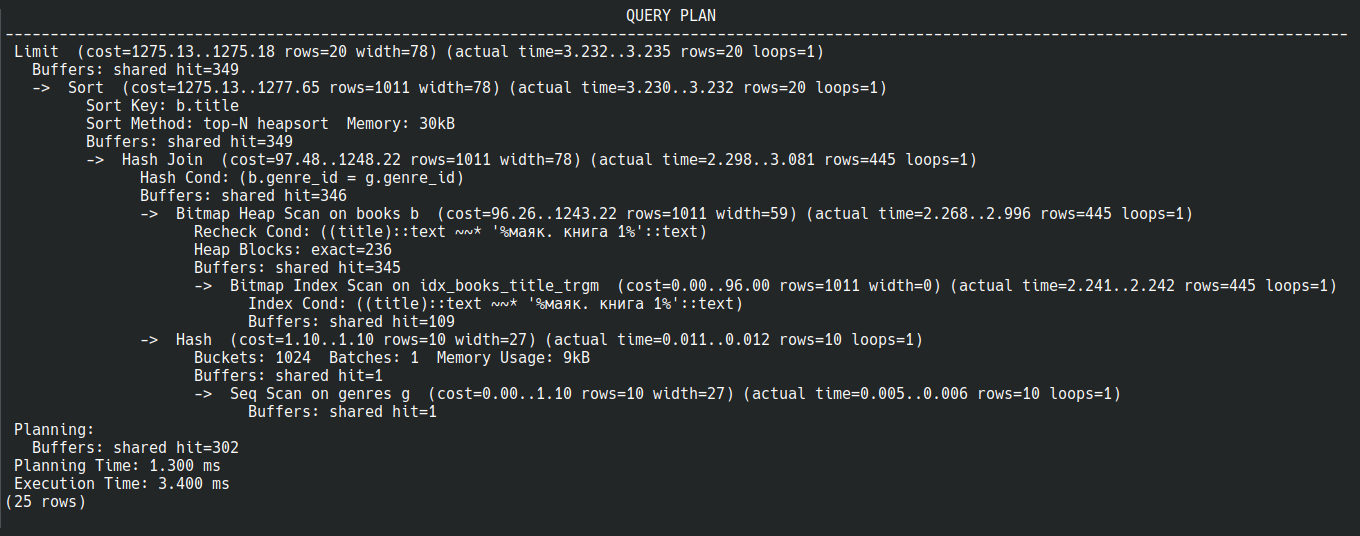 QUERY PLAN
-----------------------------------------------------------------------------------------------------------------------------------------------------
Limit  (cost=1275.13..1275.18 rows=20 width=78) (actual time=3.232..3.235 rows=20 loops=1)
  Buffers: shared hit=349
  ->  Sort  (cost=1275.13..1277.65 rows=1011 width=78) (actual time=3.230..3.232 rows=20 loops=1)
        Sort Key: b.title
        Sort Method: top-N heapsort  Memory: 30kB
        Buffers: shared hit=349
        ->  Hash Join  (cost=97.48..1248.22 rows=1011 width=78) (actual time=2.298..3.081 rows=445 loops=1)
              Hash Cond: (b.genre_id = g.genre_id)
              Buffers: shared hit=346
              ->  Bitmap Heap Scan on books b  (cost=96.26..1243.22 rows=1011 width=59) (actual time=2.268..2.996 rows=445 loops=1)
                    Recheck Cond: ((title)::text ~~* '%маяк. книга 1%'::text)
                    Heap Blocks: exact=236
                    Buffers: shared hit=345
                    ->  Bitmap Index Scan on idx_books_title_trgm  (cost=0.00..96.00 rows=1011 width=0) (actual time=2.241..2.242 rows=445 loops=1)
                          Index Cond: ((title)::text ~~* '%маяк. книга 1%'::text)
                          Buffers: shared hit=109
              ->  Hash  (cost=1.10..1.10 rows=10 width=27) (actual time=0.011..0.012 rows=10 loops=1)
                    Buckets: 1024  Batches: 1  Memory Usage: 9kB
                    Buffers: shared hit=1
                    ->  Seq Scan on genres g  (cost=0.00..1.10 rows=10 width=27) (actual time=0.005..0.006 rows=10 loops=1)
                          Buffers: shared hit=1
Planning:
  Buffers: shared hit=302
Planning Time: 1.300 ms
Execution Time: 3.400 ms
(25 rows)